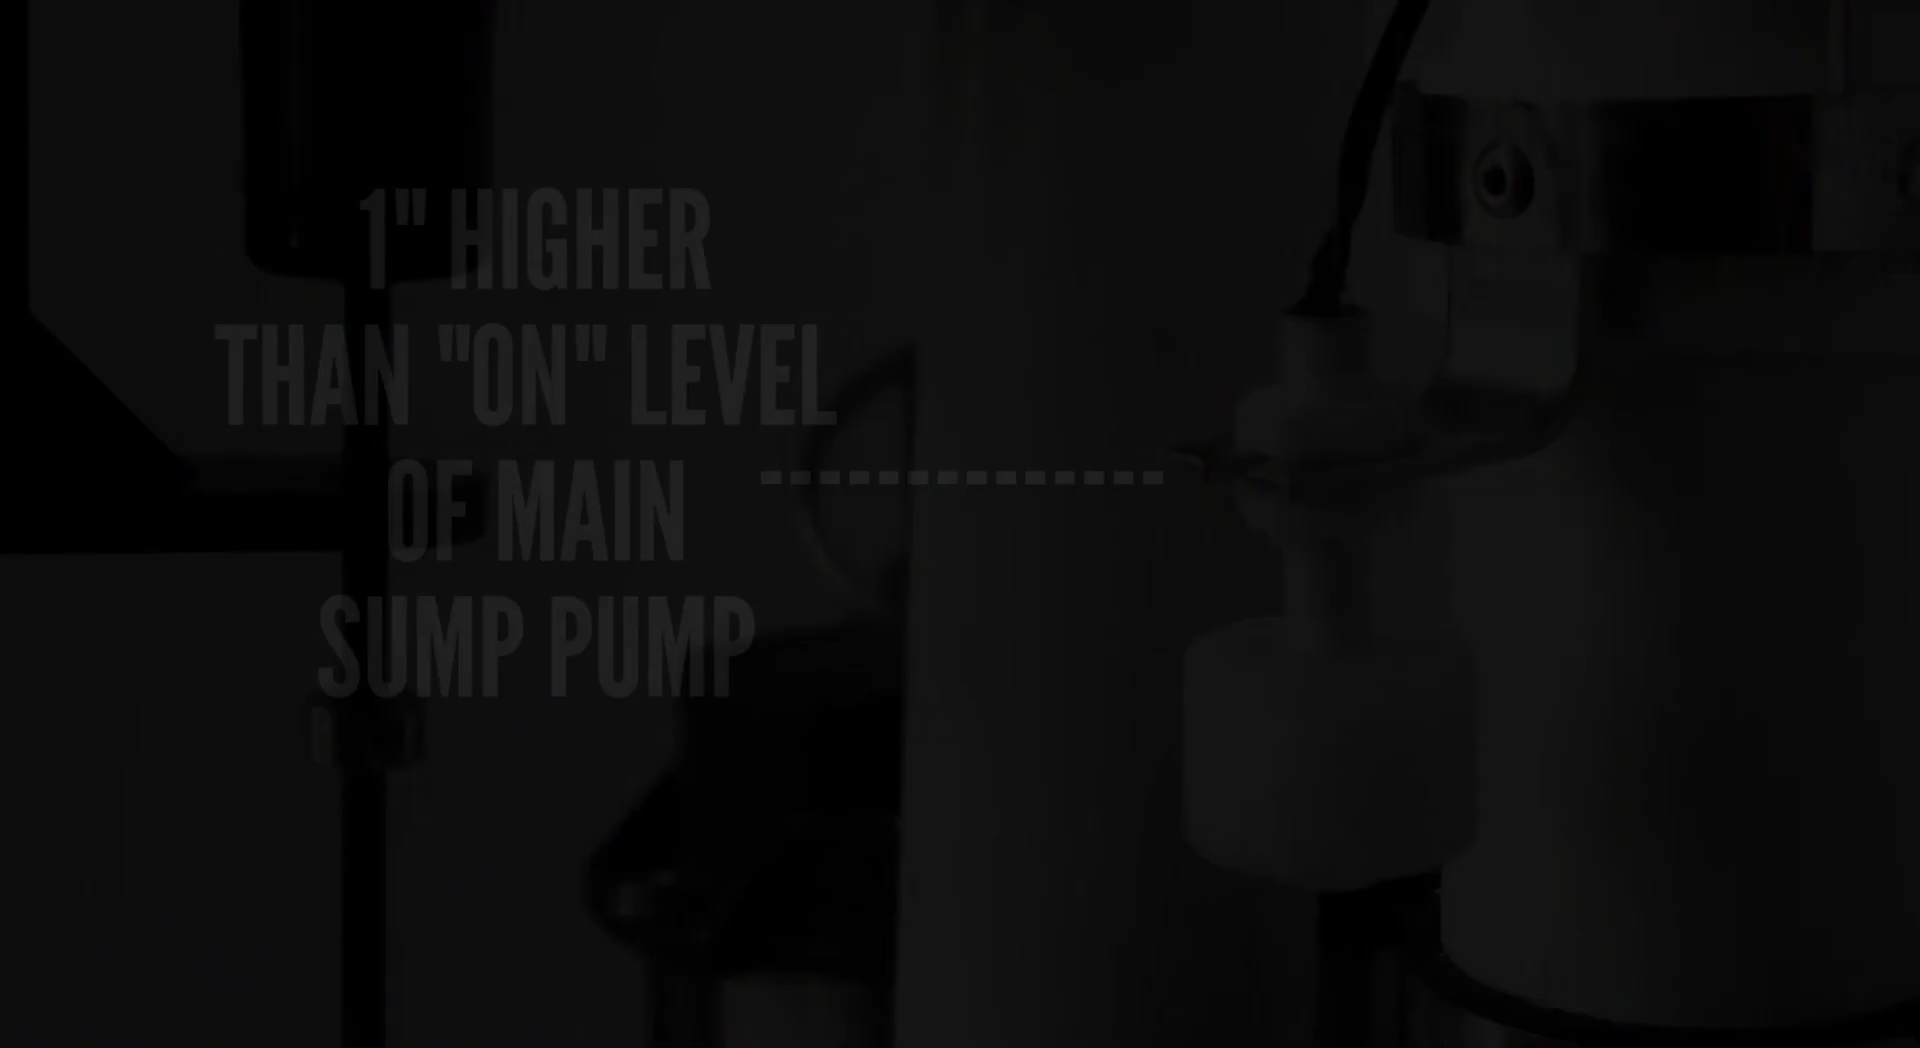 1" HIGHER
THAN "ON" LEVEL
OF MAIN
SUMP PUMP